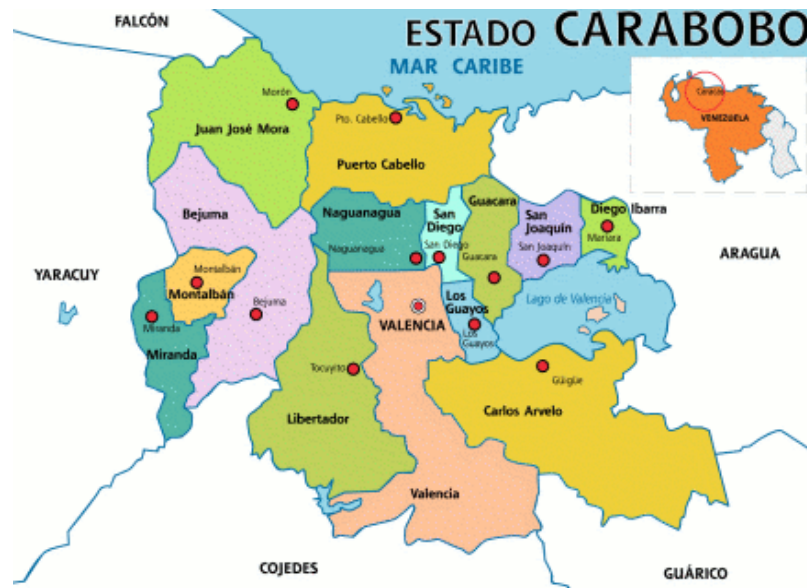 FALCÓN
ESTADO CARABOBO
MAR CARIBE
Caracas
VENEZUELA
Morón
Juan José Mora
Pto. Cabello
Puerto Cabello
Bejuma
Naguanagua
San
Diego
Guacara
San
Joaquín
Diego Ibarra
Mariara
Naguanagua
San Diego
Guacara
San Joaquín
ARAGUA
YARACUY
Montalbán
Montalbán
Bejuma
Miranda
Miranda
VALENCIA
Los
Guayos
Los
Guayos
Lago de Valencia
Tocuyito
Libertador
Güigüe
Carlos Arvelo
Valencia
COJEDES
GUÁRICO